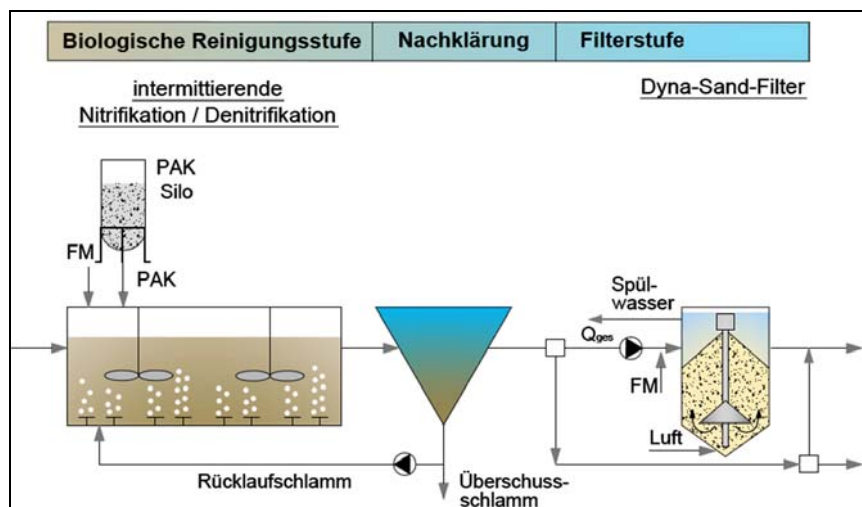 Biologische Reinigungsstufe
Nachklärung
Filterstufe
intermittierende
Nitrifikation / Denitrifikation
Dyna-Sand-Filter
PAK
Silo
FM
PAK
Spül-
wasser
Qges
FM
Luft
Rücklaufschlamm
Überschuss-
schlamm